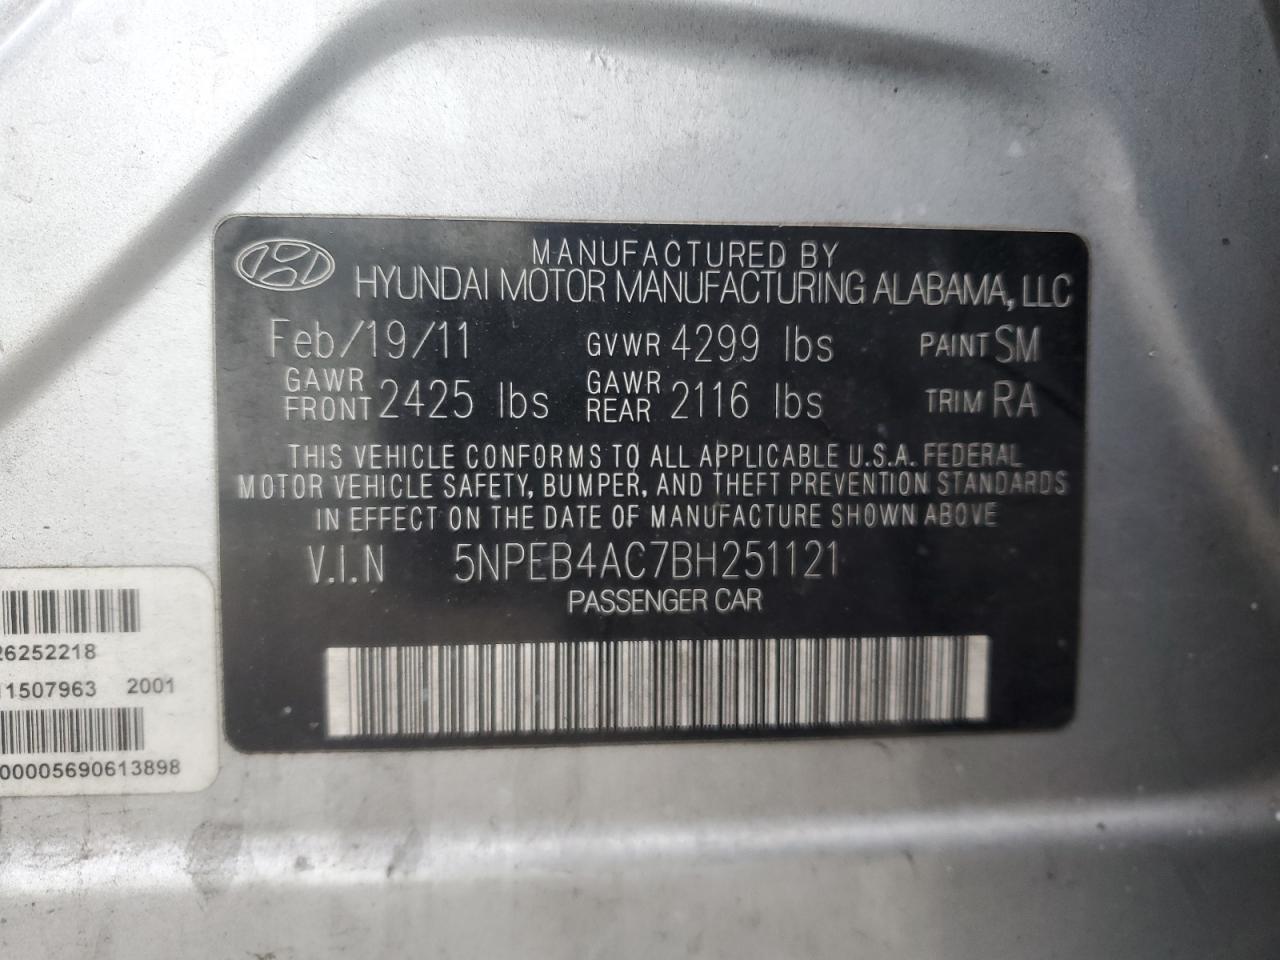 MANUFACTURED BY
HYUNDAI MOTOR MANUFACTURING ALABAMA, LLC
Feb/19/11 GVWR 4299 lbs PAINT SM
GAWR FRONT 2425 lbs GAWR REAR 2116 lbs TRIM RA
THIS VEHICLE CONFORMS TO ALL APPLICABLE U.S.A. FEDERAL
MOTOR VEHICLE SAFETY, BUMPER, AND THEFT PREVENTION STANDARDS
IN EFFECT ON THE DATE OF MANUFACTURE SHOWN ABOVE
V.I.N 5NPEB4AC7BH251121
PASSENGER CAR
26252218
11507963 2001
00005690613898